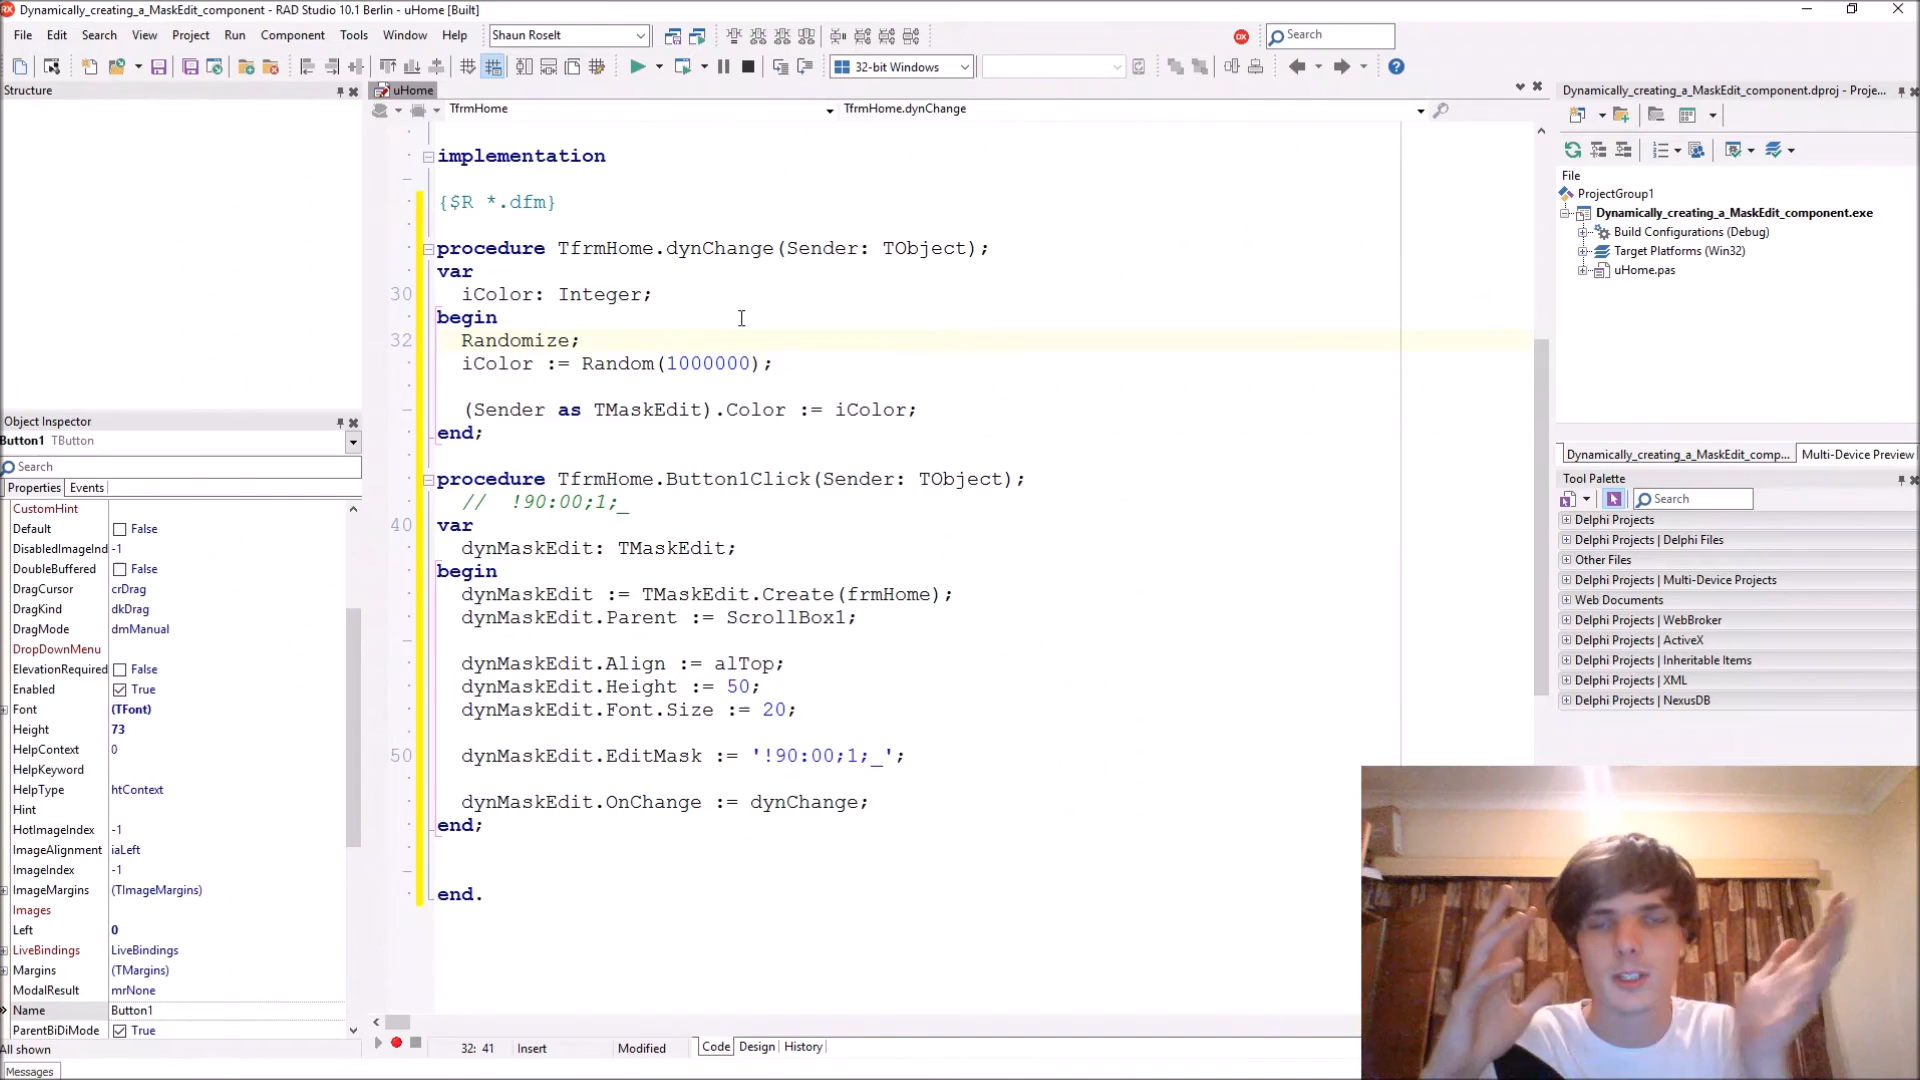 Dynamically_creating_a_MaskEdit_component - RAD Studio 10.1 Berlin - uHome [Built]
File Edit Search View Project Run Component Tools Window Help Shaun Roselt Search
32-bit Windows
Structure
uHome
TfrmHome TfrmHome.dynChange
implementation
{$R *.dfm}
procedure TfrmHome.dynChange(Sender: TObject);
var
30 iColor: Integer;
begin
32 Randomize;
iColor := Random(1000000);
(Sender as TMaskEdit).Color := iColor;
end;
procedure TfrmHome.Button1Click(Sender: TObject);
// !90:00;1;_
40 var
dynMaskEdit: TMaskEdit;
begin
dynMaskEdit := TMaskEdit.Create(frmHome);
dynMaskEdit.Parent := ScrollBox1;
dynMaskEdit.Align := alTop;
dynMaskEdit.Height := 50;
dynMaskEdit.Font.Size := 20;
50 dynMaskEdit.EditMask := '!90:00;1;_';
dynMaskEdit.OnChange := dynChange;
end;
end.
32: 41 Insert Modified Code Design History
Object Inspector
Button1 TButton
Search
Properties Events
CustomHint
Default False
DisabledImageInd -1
DoubleBuffered False
DragCursor crDrag
DragKind dkDrag
DragMode dmManual
DropDownMenu
ElevationRequired False
Enabled True
Font (TFont)
Height 73
HelpContext 0
HelpKeyword
HelpType htContext
Hint
HotImageIndex -1
ImageAlignment iaLeft
ImageIndex -1
ImageMargins (TImageMargins)
Images
Left 0
LiveBindings LiveBindings
Margins (TMargins)
ModalResult mrNone
Name Button1
ParentBiDiMode True
All shown
Messages
Dynamically_creating_a_MaskEdit_component.dproj - Proje...
File
ProjectGroup1
Dynamically_creating_a_MaskEdit_component.exe
Build Configurations (Debug)
Target Platforms (Win32)
uHome.pas
Dynamically_creating_a_MaskEdit_comp... Multi-Device Preview
Tool Palette
Search
Delphi Projects
Delphi Projects | Delphi Files
Other Files
Delphi Projects | Multi-Device Projects
Web Documents
Delphi Projects | WebBroker
Delphi Projects | ActiveX
Delphi Projects | Inheritable Items
Delphi Projects | XML
Delphi Projects | NexusDB